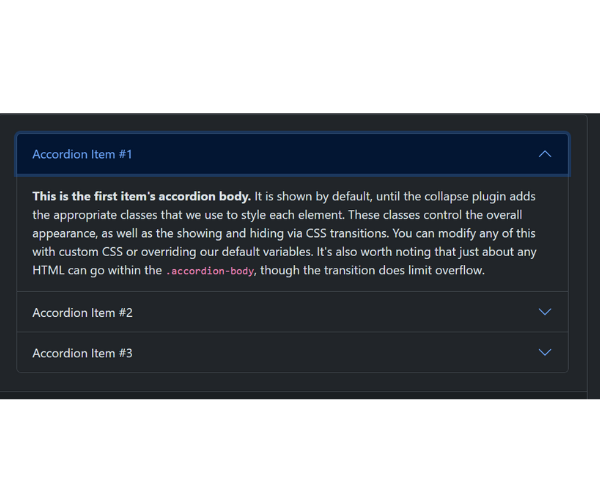 Accordion Item #1
This is the first item's accordion body. It is shown by default, until the collapse plugin adds
the appropriate classes that we use to style each element. These classes control the overall
appearance, as well as the showing and hiding via CSS transitions. You can modify any of this
with custom CSS or overriding our default variables. It's also worth noting that just about any
HTML can go within the .accordion-body, though the transition does limit overflow.
Accordion Item #2
Accordion Item #3